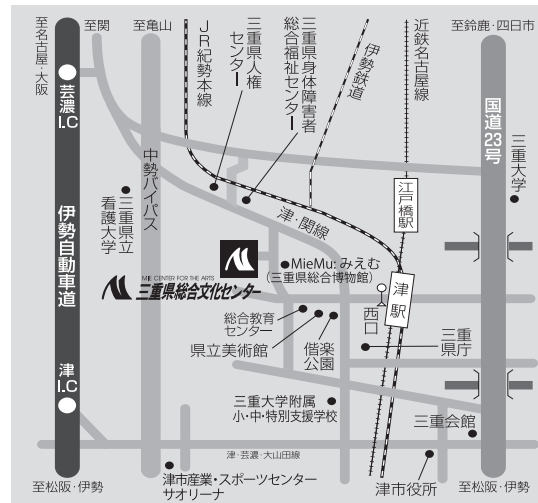 至名古屋・大阪
至関
至亀山
JR紀勢本線
三重県人権
センター
三重県身体障害者
総合福祉センター
伊勢鉄道
近鉄名古屋線
至鈴鹿・四日市
芸濃
I.C
国道23号
三重大学
中勢バイパス
江戸橋駅
三重県立
看護大学
伊勢自動車道
津・関線
MieMu:みえむ
(三重県総合博物館)
MIE CENTER FOR THE ARTS
三重県総合文化センター
津駅
西口
総合教育
センター
県立美術館
偕楽
公園
三重
県庁
津
I.C
三重大学附属
小・中・特別支援学校
三重会館
津・芸濃・大山田線
津市産業・スポーツセンター
サオリーナ
津市役所
至松阪・伊勢
至松阪・伊勢